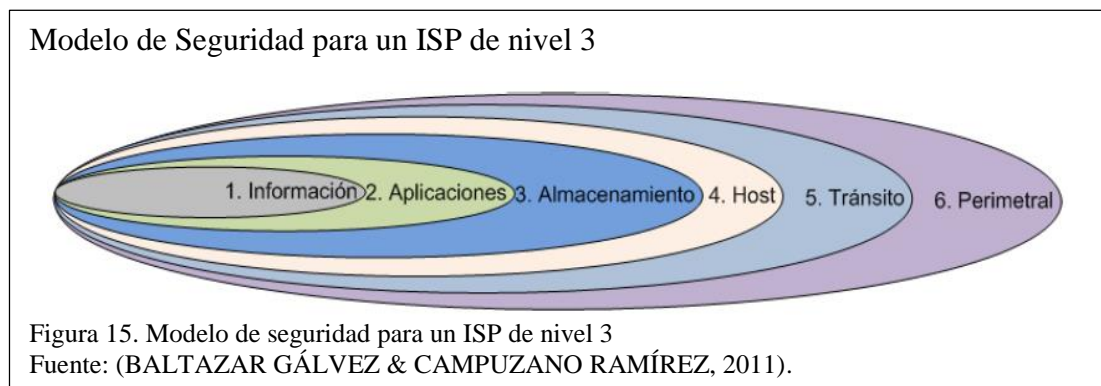 Modelo de Seguridad para un ISP de nivel 3
1. Información 2. Aplicaciones 3. Almacenamiento 4. Host 5. Tránsito 6. Perimetral
Figura 15. Modelo de seguridad para un ISP de nivel 3
Fuente: (BALTAZAR GÁLVEZ & CAMPUZANO RAMÍREZ, 2011).